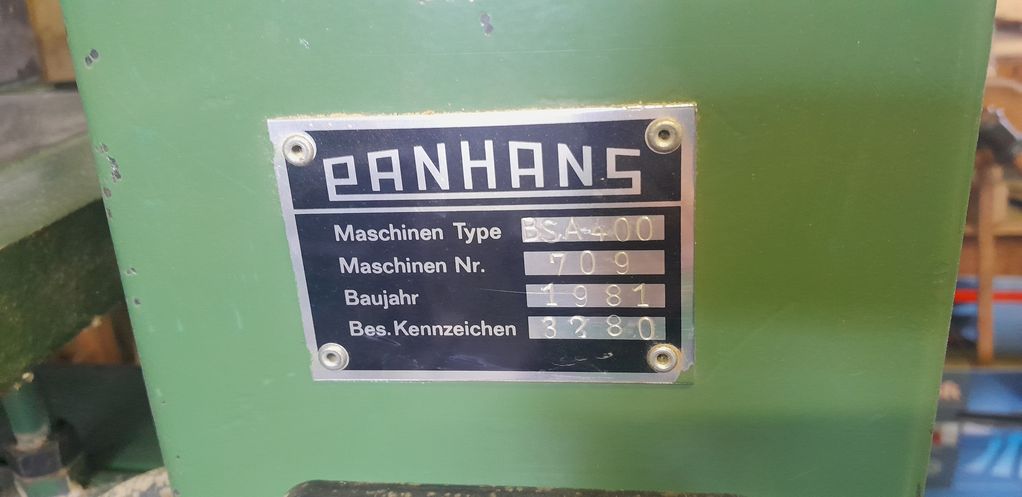 PANHANS
Maschinen Type BSA 400
Maschinen Nr. 709
Baujahr 1981
Bes. Kennzeichen 3280